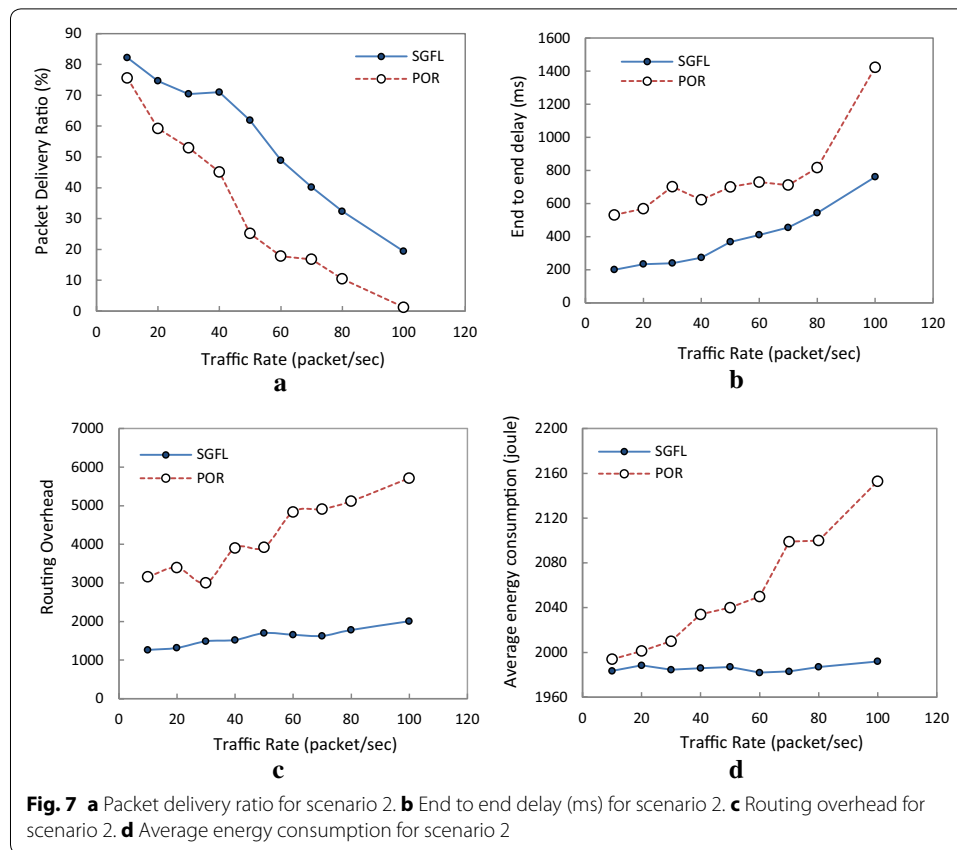 90
80
70
60
50
40
30
20
10
0
Packet Delivery Ratio (%)
SGFL
POR
0 20 40 60 80 100 120
Traffic Rate (packet/sec)
a
1600
1400
1200
1000
800
600
400
200
0
End to end delay (ms)
SGFL
POR
0 20 40 60 80 100 120
Traffic Rate (packet/sec)
b
7000
6000
5000
4000
3000
2000
1000
0
Routing Overhead
SGFL
POR
0 20 40 60 80 100 120
Traffic Rate (packet/sec)
c
2200
2160
2120
2080
2040
2000
1960
Average energy consumption (joule)
SGFL
POR
0 20 40 60 80 100 120
Traffic Rate (packet/sec)
d
Fig. 7 a Packet delivery ratio for scenario 2. b End to end delay (ms) for scenario 2. c Routing overhead for
scenario 2. d Average energy consumption for scenario 2